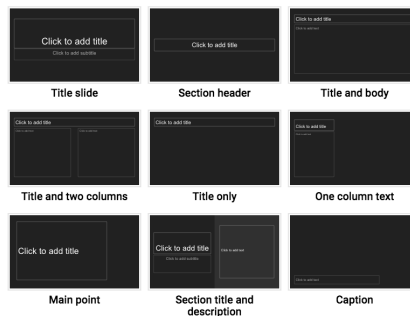 Click to add title
Click to add subtitle
Title slide
Click to add title
Section header
Click to add title
Click to add text
Title and body
Click to add title
Click to add text
Click to add text
Title and two columns
Click to add title
Title only
Click to add title
Click to add text
One column text
Click to add title
Main point
Click to add title
Click to add subtitle
Click to add text
Section title and
description
Click to add text
Caption